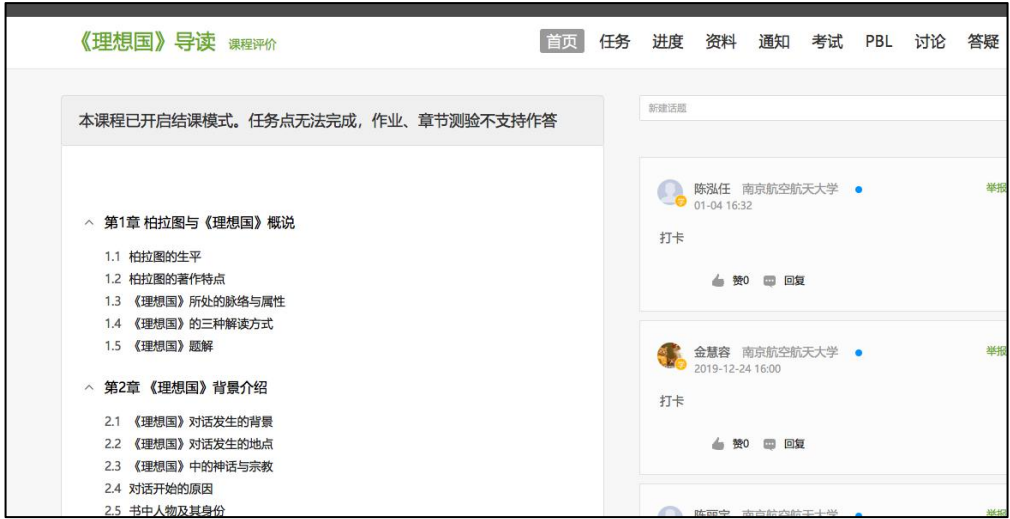 《理想国》导读 课程评价
首页 任务 进度 资料 通知 考试 PBL 讨论 答疑
本课程已开启结课模式。任务点无法完成，作业、章节测验不支持作答
第1章 柏拉图与《理想国》概说
1.1 柏拉图的生平
1.2 柏拉图的著作特点
1.3 《理想国》所处的脉络与属性
1.4 《理想国》的三种解读方式
1.5 《理想国》题解
第2章 《理想国》背景介绍
2.1 《理想国》对话发生的背景
2.2 《理想国》对话发生的地点
2.3 《理想国》中的神话与宗教
2.4 对话开始的原因
2.5 书中人物及其身份
新建话题
陈泓任 南京航空航天大学 举报
01-04 16:32
打卡
赞0 回复
金慧容 南京航空航天大学 举报
2019-12-24 16:00
打卡
赞0 回复
南京航空航天大学 举报